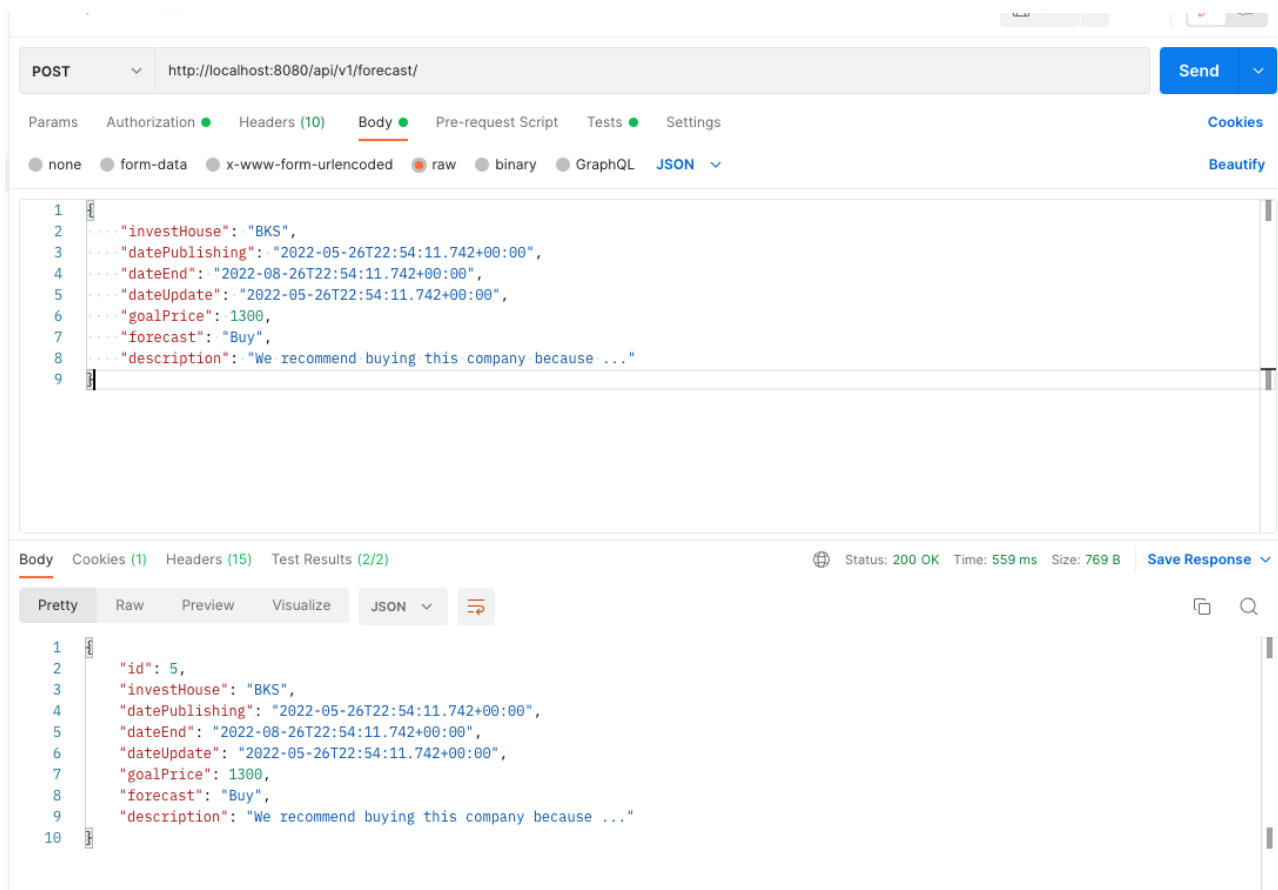 POST http://localhost:8080/api/v1/forecast/ Send
Params Authorization Headers (10) Body Pre-request Script Tests Settings Cookies
none form-data x-www-form-urlencoded raw binary GraphQL JSON Beautify
1 {
2 "investHouse": "BKS",
3 "datePublishing": "2022-05-26T22:54:11.742+00:00",
4 "dateEnd": "2022-08-26T22:54:11.742+00:00",
5 "dateUpdate": "2022-05-26T22:54:11.742+00:00",
6 "goalPrice": 1300,
7 "forecast": "Buy",
8 "description": "We recommend buying this company because ..."
9 }
Body Cookies (1) Headers (15) Test Results (2/2) Status: 200 OK Time: 559 ms Size: 769 B Save Response
Pretty Raw Preview Visualize JSON
1 {
2 "id": 5,
3 "investHouse": "BKS",
4 "datePublishing": "2022-05-26T22:54:11.742+00:00",
5 "dateEnd": "2022-08-26T22:54:11.742+00:00",
6 "dateUpdate": "2022-05-26T22:54:11.742+00:00",
7 "goalPrice": 1300,
8 "forecast": "Buy",
9 "description": "We recommend buying this company because ..."
10 }